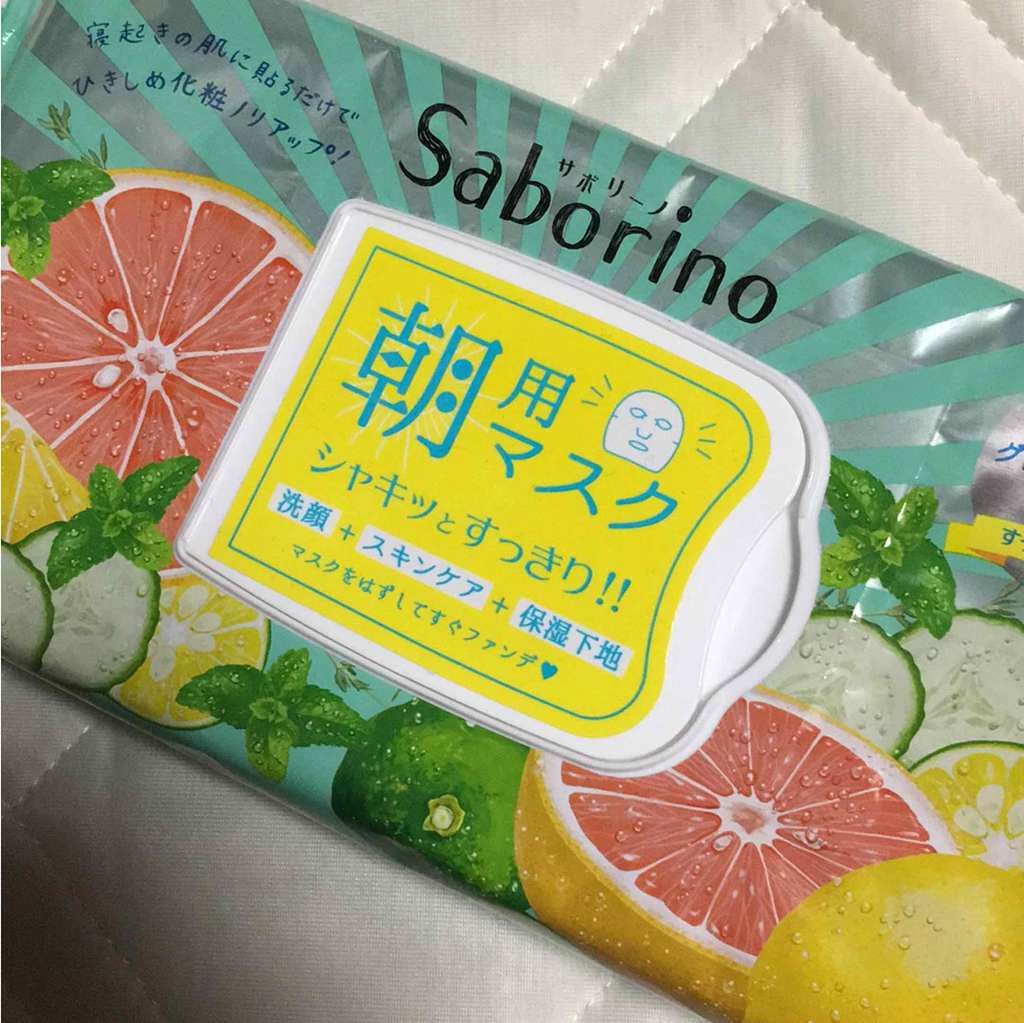 寝起きの肌に貼るだけで
ひきしめ化粧ノリアップ!
サボリーノ
Saborino
朝用マスク
シャキッとすっきり!!
洗顔+スキンケア+保湿下地
マスクをはずしてすぐファンデ♥